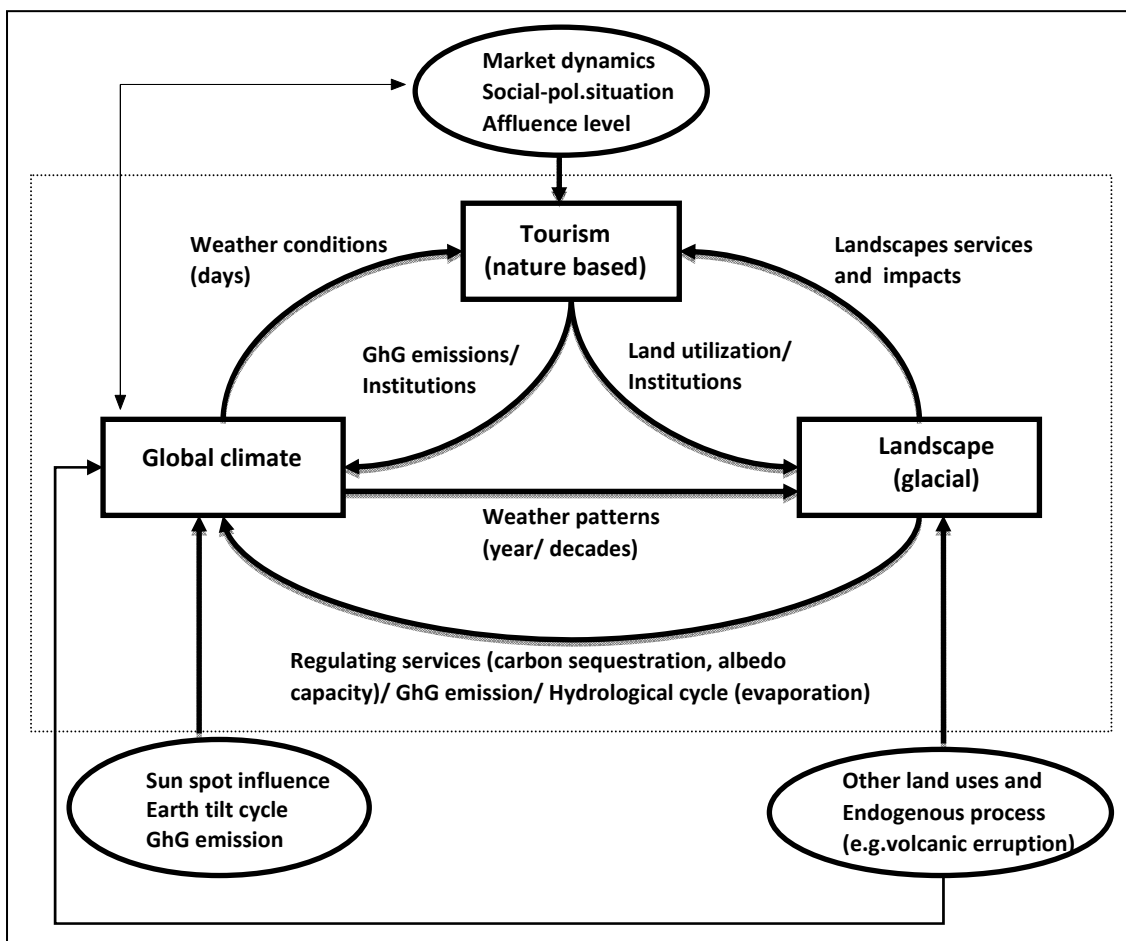 Market dynamics
Social-pol.situation
Affluence level
Tourism
(nature based)
Weather conditions
(days)
Landscapes services
and impacts
GhG emissions/
Institutions
Land utilization/
Institutions
Global climate
Landscape
(glacial)
Weather patterns
(year/ decades)
Regulating services (carbon sequestration, albedo
capacity)/ GhG emission/ Hydrological cycle (evaporation)
Sun spot influence
Earth tilt cycle
GhG emission
Other land uses and
Endogenous process
(e.g.volcanic erruption)